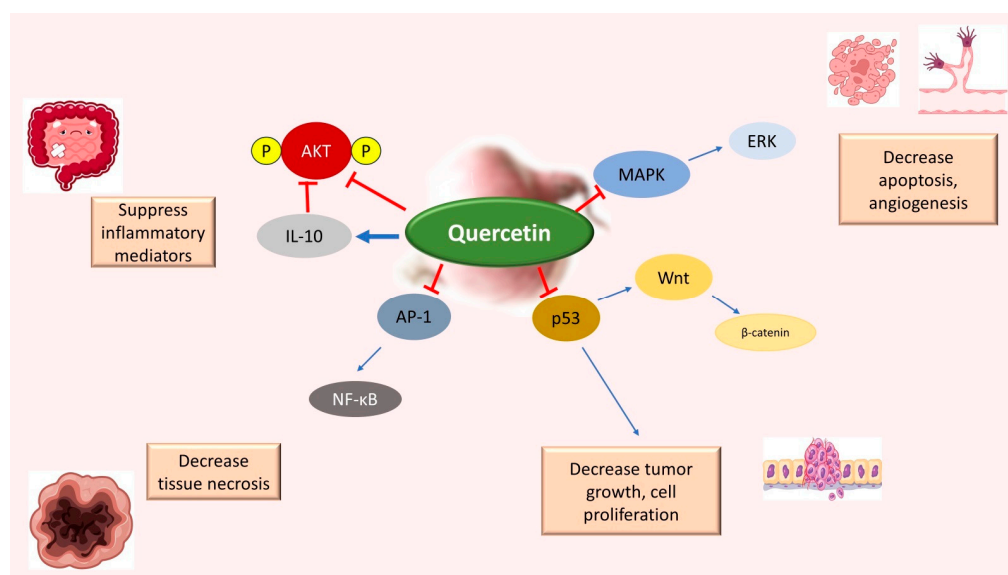 P
AKT
P
MAPK
ERK
Decrease
apoptosis,
angiogenesis
Suppress
inflammatory
mediators
IL-10
Quercetin
AP-1
p53
Wnt
β-catenin
NF-κB
Decrease
tissue necrosis
Decrease tumor
growth, cell
proliferation